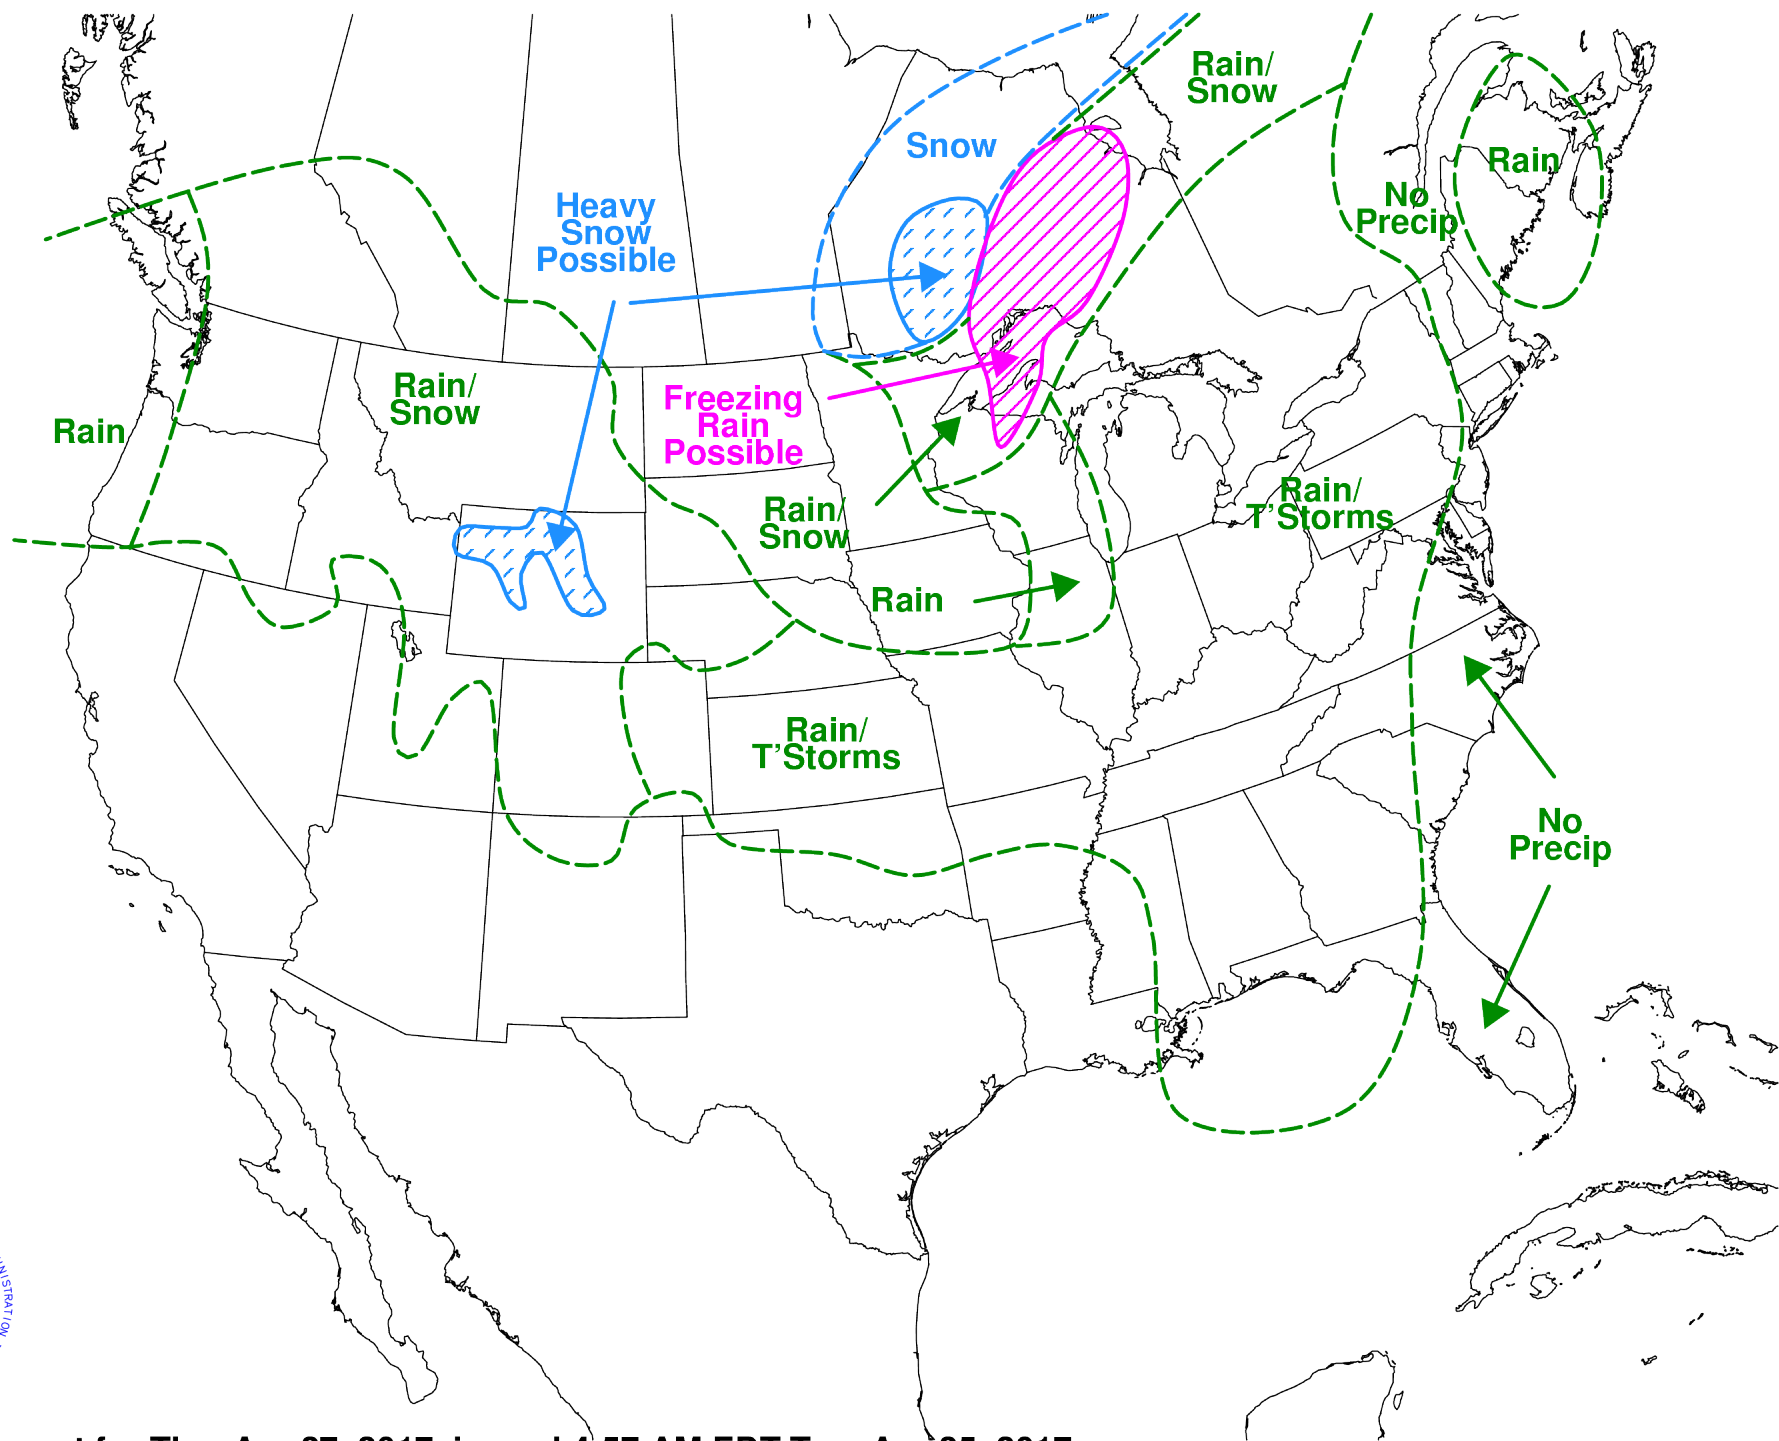 Rain/
Snow
Snow
Rain
No
Precip
Heavy
Snow
Possible
Rain/
Snow
Rain
Freezing
Rain
Possible
Rain/
T'Storms
Rain/
Snow
Rain
Rain/
T'Storms
No
Precip
NISTRATION